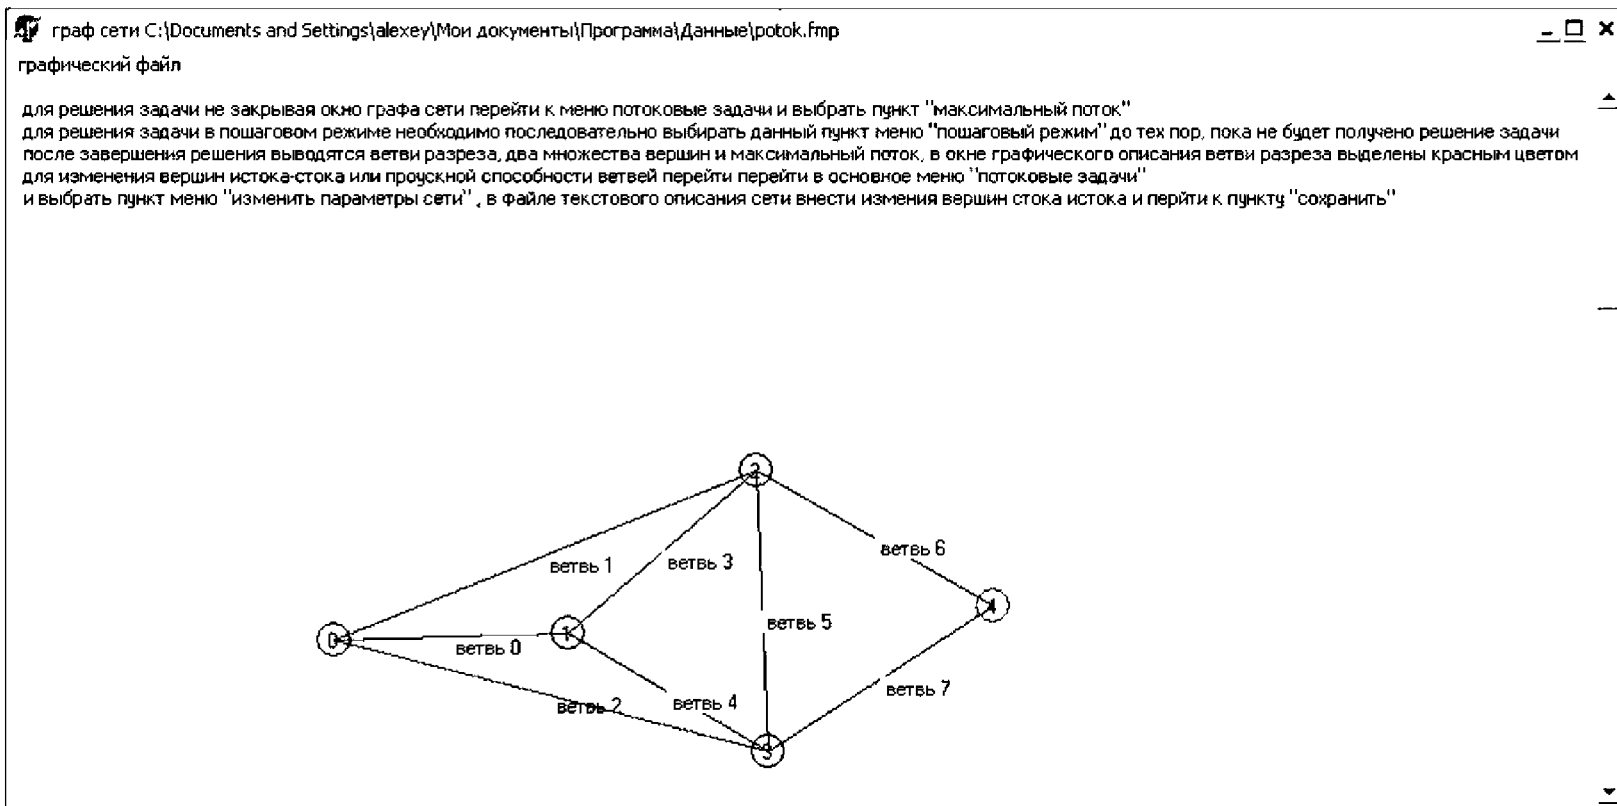 граф сети C:\Documents and Settings\alexey\Мои документы\Программа\Данные\potok.fmp
графический файл
для решения задачи не закрывая окно графа сети перейти к меню потоковые задачи и выбрать пункт "максимальный поток"
для решения задачи в пошаговом режиме необходимо последовательно выбирать данный пункт меню "пошаговый режим" до тех пор, пока не будет получено решение задачи
после завершения решения выводятся ветви разреза, два множества вершин и максимальный поток, в окне графического описания ветви разреза выделены красным цветом
для изменения вершин истока-стока или проускной способности ветвей перейти перейти в основное меню "потоковые задачи"
и выбрать пункт меню "изменить параметры сети" , в файле текстового описания сети внести измения вершин стока истока и перйти к пункту "сохранить"
2
ветвь 6
ветвь 1
ветвь 3
4
ветвь 5
0
1
ветвь 0
ветвь 7
ветвь 2
ветвь 4
3